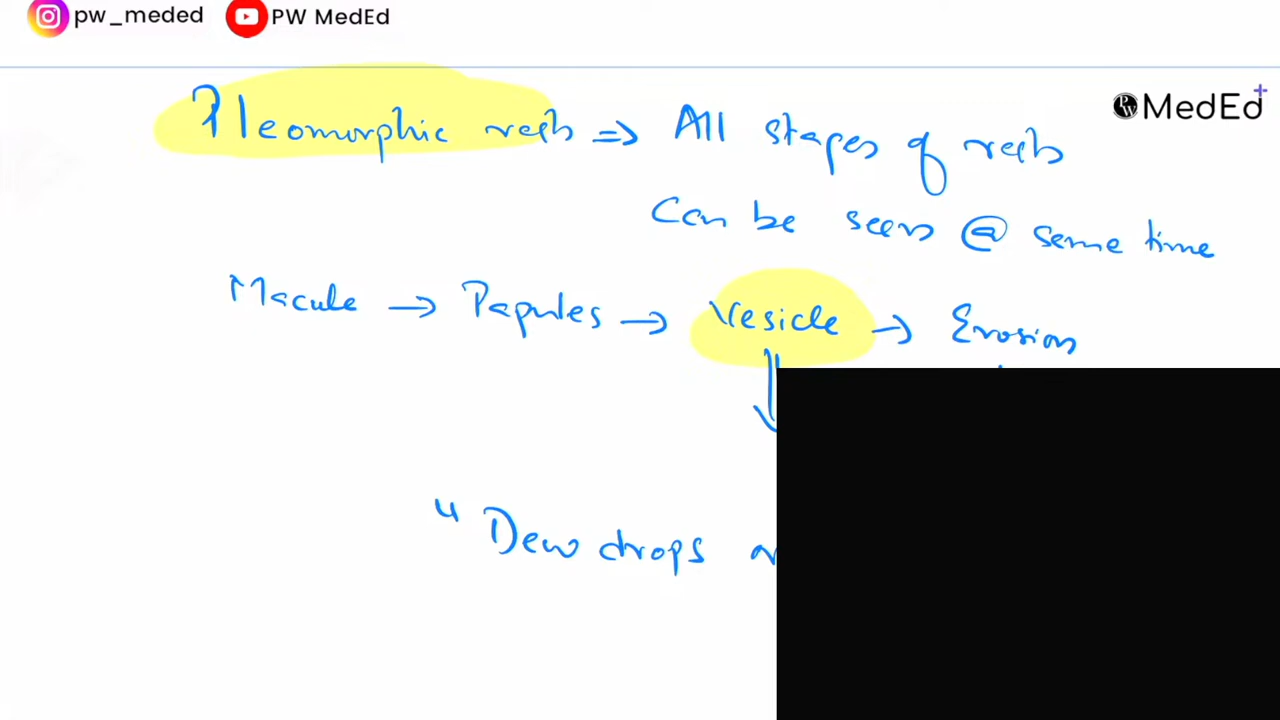 pw_meded PW MedEd
MedEd
Pleomorphic rash => All stages of rash
Can be seen @ same time
Macule → Papules → Vesicle → Erosion
" Dew drops